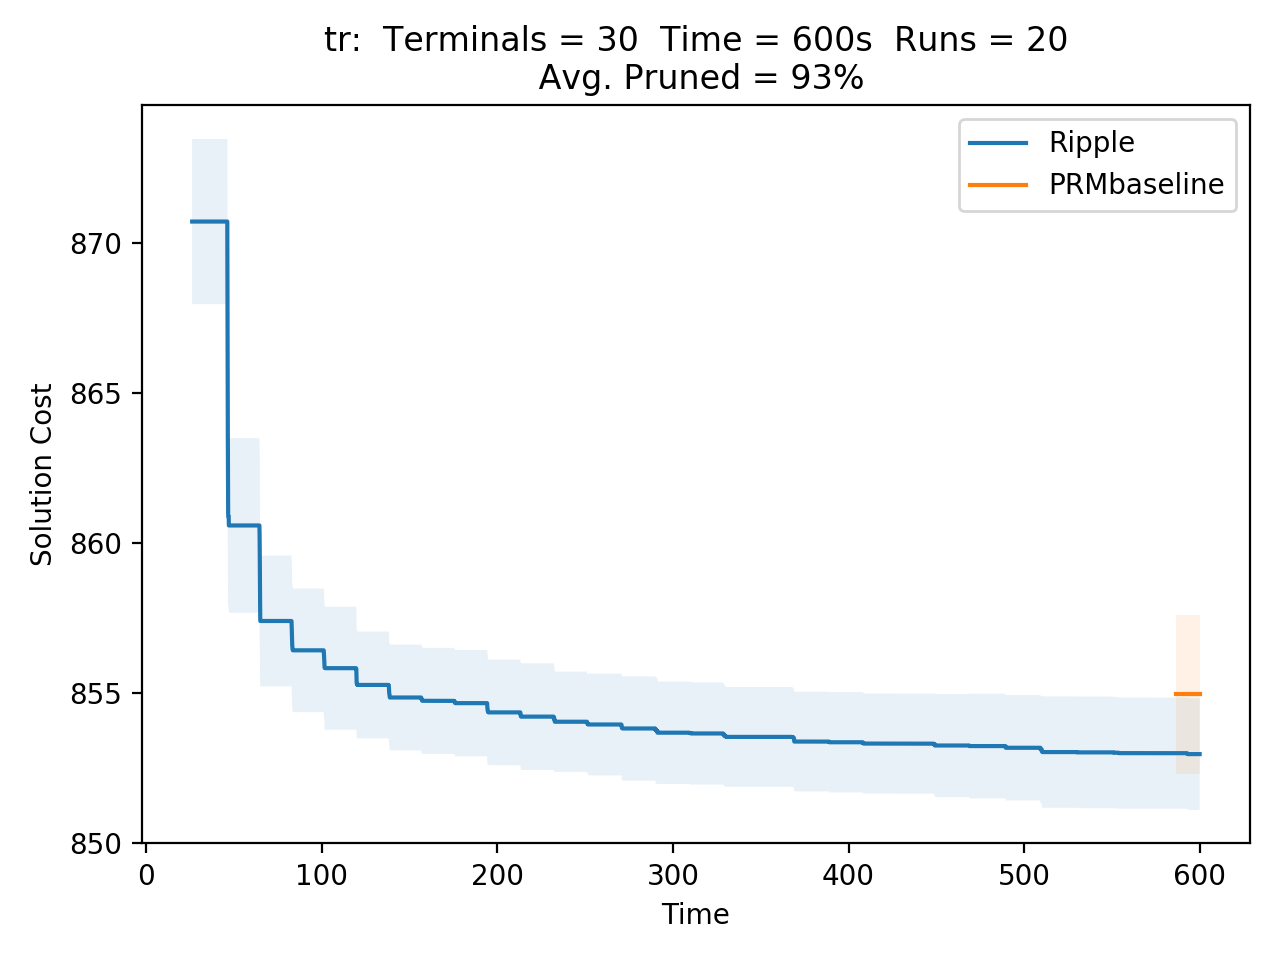 tr:  Terminals = 30  Time = 600s  Runs = 20
Avg. Pruned = 93%
Ripple
PRMbaseline
870
865
860
855
850
Solution Cost
0
100
200
300
400
500
600
Time